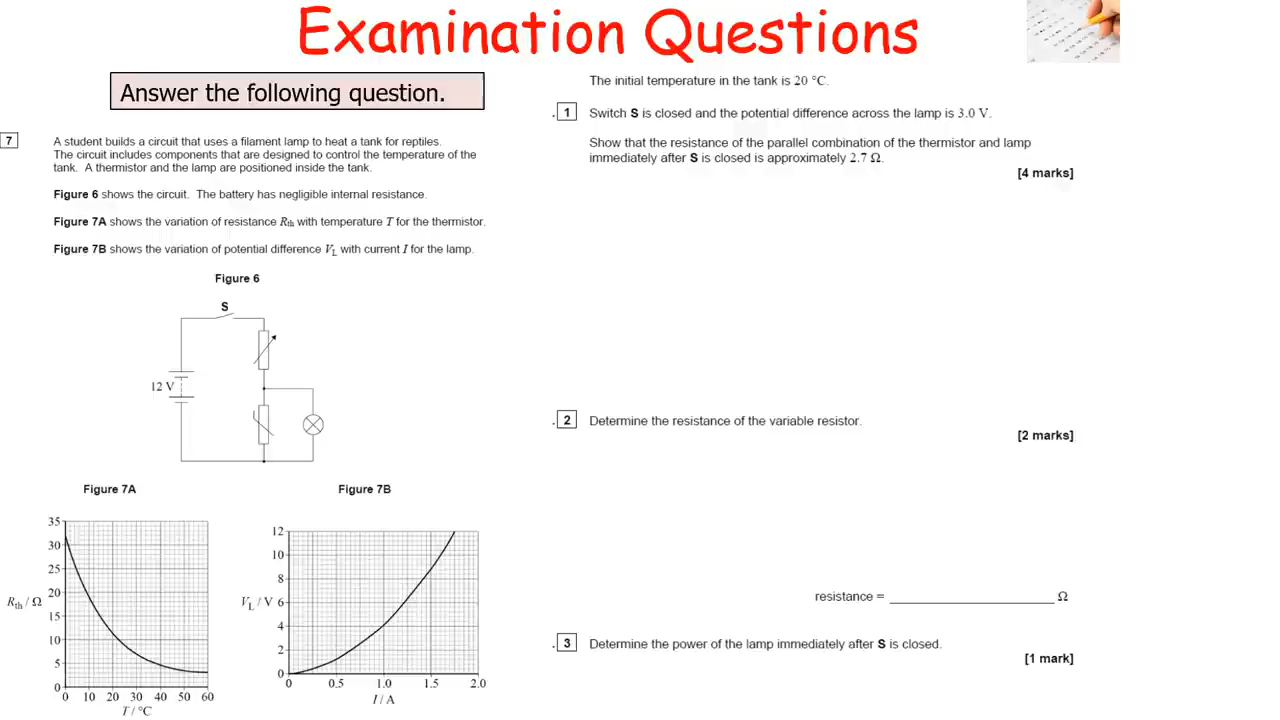 Examination Questions
Answer the following question.
7
A student builds a circuit that uses a filament lamp to heat a tank for reptiles.
The circuit includes components that are designed to control the temperature of the
tank. A thermistor and the lamp are positioned inside the tank.
Figure 6 shows the circuit. The battery has negligible internal resistance.
Figure 7A shows the variation of resistance Rth with temperature T for the thermistor.
Figure 7B shows the variation of potential difference VL with current I for the lamp.
Figure 6
S
12 V
Figure 7A
35
30
25
20
15
10
5
0
Rth / Ω
0 10 20 30 40 50 60
T / °C
Figure 7B
12
10
8
6
4
2
0
VL / V
0 0.5 1.0 1.5 2.0
I / A
The initial temperature in the tank is 20 °C.
. 1 Switch S is closed and the potential difference across the lamp is 3.0 V.
Show that the resistance of the parallel combination of the thermistor and lamp
immediately after S is closed is approximately 2.7 Ω.
[4 marks]
. 2 Determine the resistance of the variable resistor.
[2 marks]
resistance = ____________________ Ω
. 3 Determine the power of the lamp immediately after S is closed.
[1 mark]